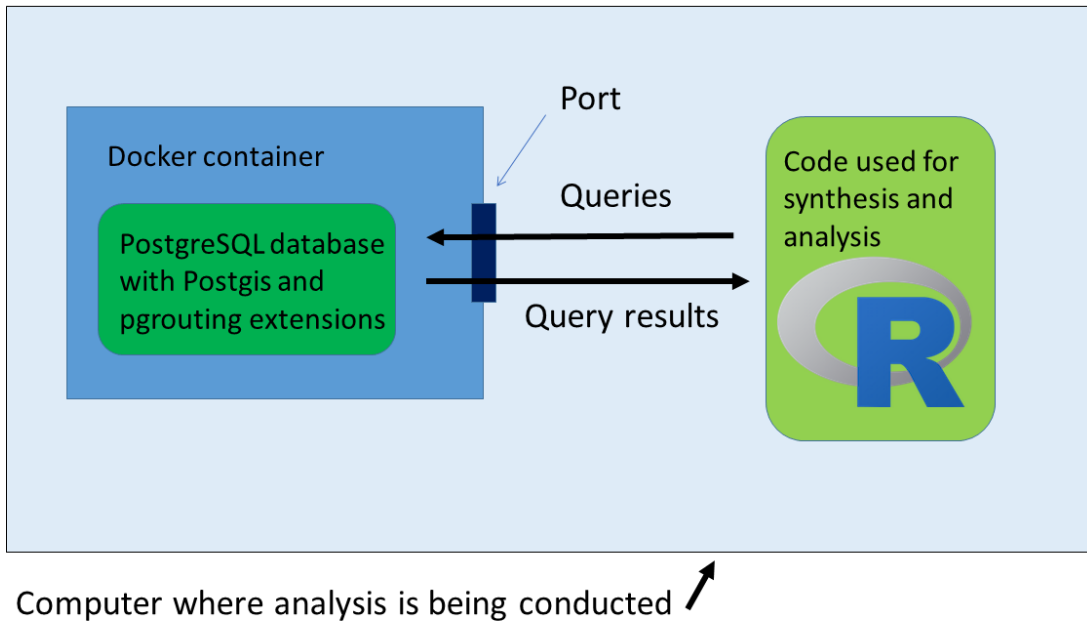 Port
Docker container
Code used for
synthesis and
analysis
Queries
PostgreSQL database
with Postgis and
pgrouting extensions
Query results
R
Computer where analysis is being conducted